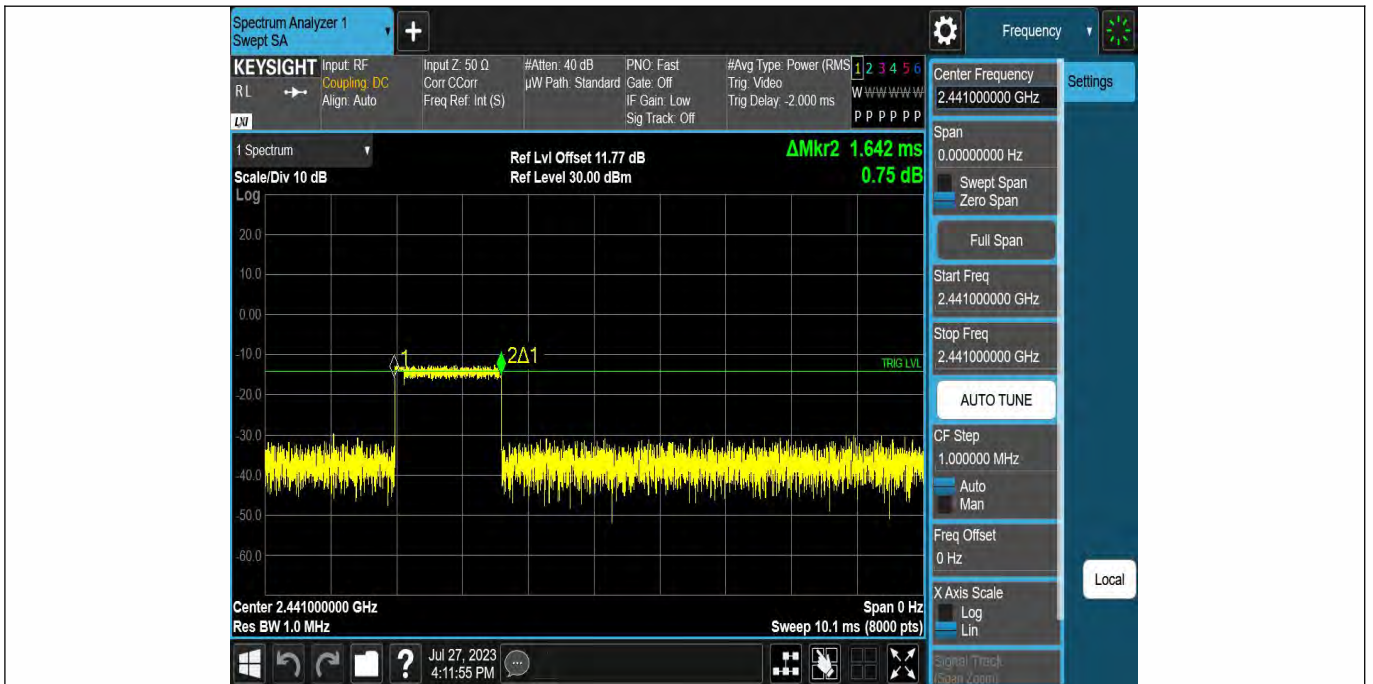 Spectrum Analyzer 1
Swept SA
Frequency
KEYSIGHT
R L
LXI
Input: RF
Coupling: DC
Align: Auto
Input Z: 50 Ω
Corr CCorr
Freq Ref: Int (S)
#Atten: 40 dB
µW Path: Standard
PNO: Fast
Gate: Off
IF Gain: Low
Sig Track: Off
#Avg Type: Power (RMS
Trig: Video
Trig Delay: -2.000 ms
1 2 3 4 5 6
W W W W W W
P P P P P P
1 Spectrum
Scale/Div 10 dB
Log
Ref Lvl Offset 11.77 dB
Ref Level 30.00 dBm
ΔMkr2 1.642 ms
0.75 dB
20.0
10.0
0.00
-10.0
-20.0
-30.0
-40.0
-50.0
-60.0
1
2Δ1
TRIG LVL
Center 2.441000000 GHz
Res BW 1.0 MHz
Span 0 Hz
Sweep 10.1 ms (8000 pts)
Jul 27, 2023
4:11:55 PM
Center Frequency
2.441000000 GHz
Span
0.00000000 Hz
Swept Span
Zero Span
Full Span
Start Freq
2.441000000 GHz
Stop Freq
2.441000000 GHz
AUTO TUNE
CF Step
1.000000 MHz
Auto
Man
Freq Offset
0 Hz
X Axis Scale
Log
Lin
Signal Track
(Span Zoom)
Settings
Local